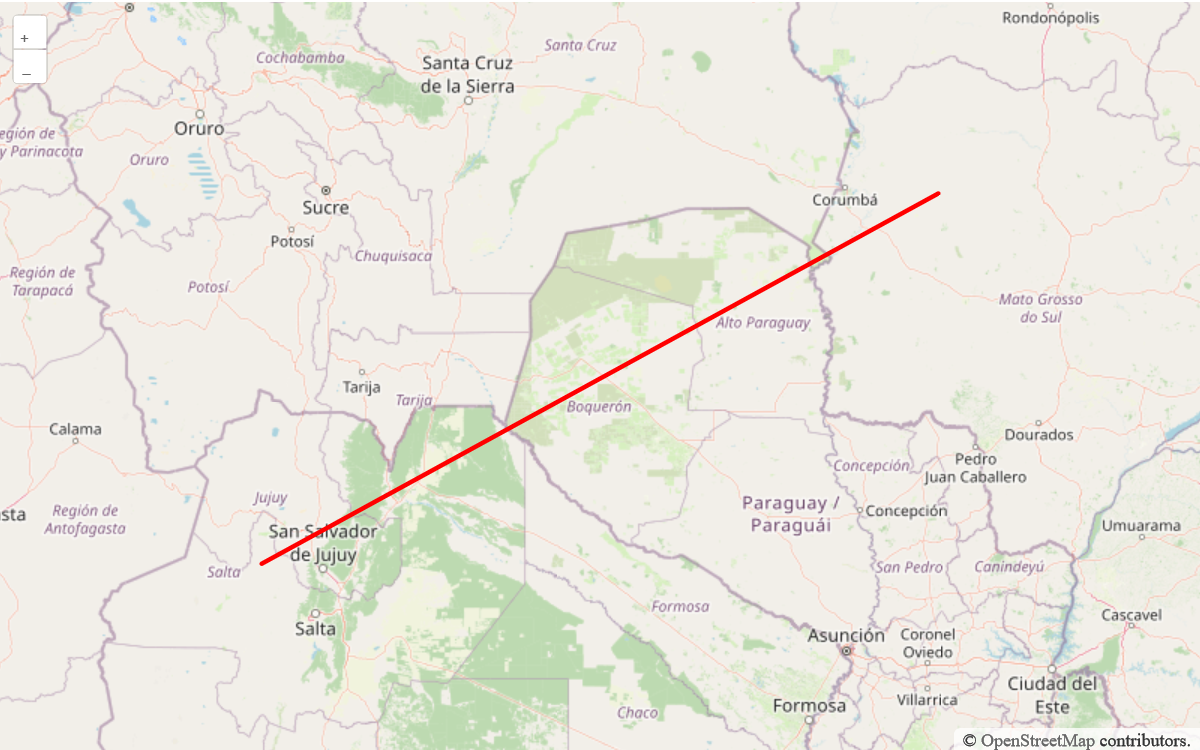 +
–
Rondonópolis
Santa Cruz
Cochabamba
Santa Cruz
de la Sierra
Oruro
egión de
y Parinacota
Oruro
Sucre
Corumbá
Potosí
Chuquisaca
Región de
Tarapacá
Potosí
Mato Grosso
do Sul
Alto Paraguay
Tarija
Tarija
Boquerón
Calama
Dourados
Pedro
Juan Caballero
Concepción
Jujuy
Paraguay /
Paraguái
Concepción
Región de
Antofagasta
asta
Umuarama
San Salvador
de Jujuy
Salta
San Pedro
Canindeyú
Formosa
Cascavel
Salta
Asunción
Coronel
Oviedo
Ciudad del
Este
Villarrica
Formosa
Chaco
© OpenStreetMap contributors.